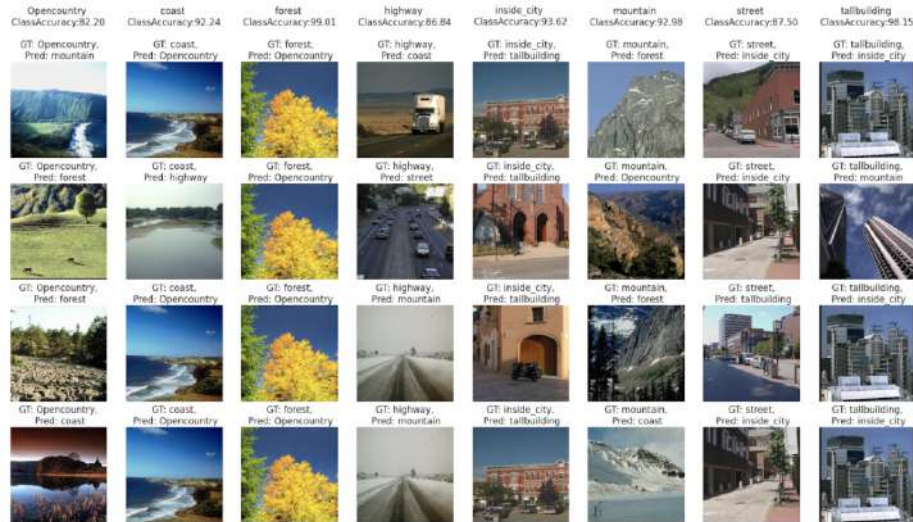 Opencountry coast forest highway inside_city mountain street tallbuilding
ClassAccuracy:82.20 ClassAccuracy:92.24 ClassAccuracy:99.01 ClassAccuracy:86.84 ClassAccuracy:93.62 ClassAccuracy:92.98 ClassAccuracy:87.50 ClassAccuracy:98.15
GT: Opencountry, GT: coast, GT: forest, GT: highway, GT: inside_city, GT: mountain, GT: street, GT: tallbuilding,
Pred: mountain Pred: Opencountry Pred: Opencountry Pred: coast Pred: tallbuilding Pred: forest Pred: inside_city Pred: inside_city
GT: Opencountry, GT: coast, GT: forest, GT: highway, GT: inside_city, GT: mountain, GT: street, GT: tallbuilding,
Pred: forest Pred: highway Pred: Opencountry Pred: street Pred: tallbuilding Pred: Opencountry Pred: inside_city Pred: mountain
GT: Opencountry, GT: coast, GT: forest, GT: highway, GT: inside_city, GT: mountain, GT: street, GT: tallbuilding,
Pred: forest Pred: Opencountry Pred: Opencountry Pred: mountain Pred: tallbuilding Pred: forest Pred: tallbuilding Pred: inside_city
GT: Opencountry, GT: coast, GT: forest, GT: highway, GT: inside_city, GT: mountain, GT: street, GT: tallbuilding,
Pred: coast Pred: Opencountry Pred: Opencountry Pred: mountain Pred: tallbuilding Pred: coast Pred: inside_city Pred: inside_city